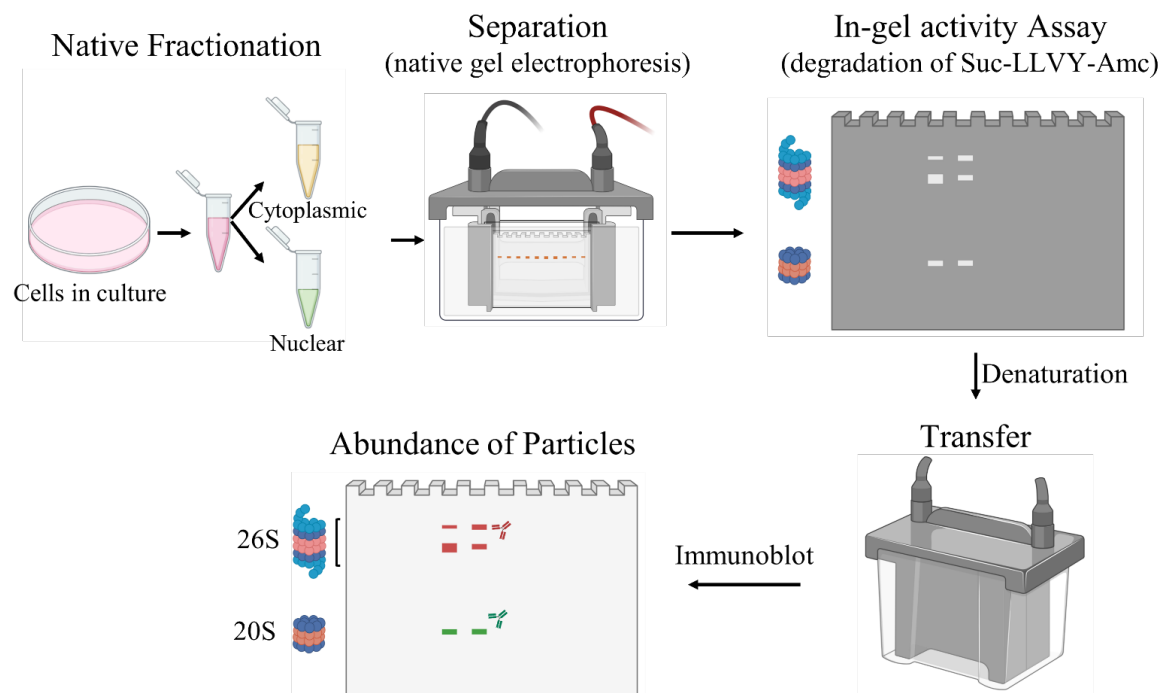 Native Fractionation
Cytoplasmic
Cells in culture
Nuclear
Separation
(native gel electrophoresis)
In-gel activity Assay
(degradation of Suc-LLVY-Amc)
Denaturation
Transfer
Immunoblot
Abundance of Particles
26S
20S